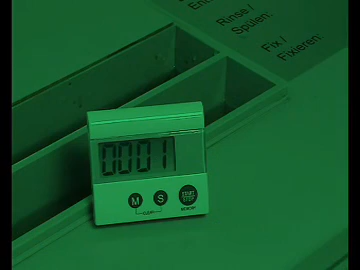 Rinse /
Spülen:
Fix /
Fixieren:
0001
M S START
STOP